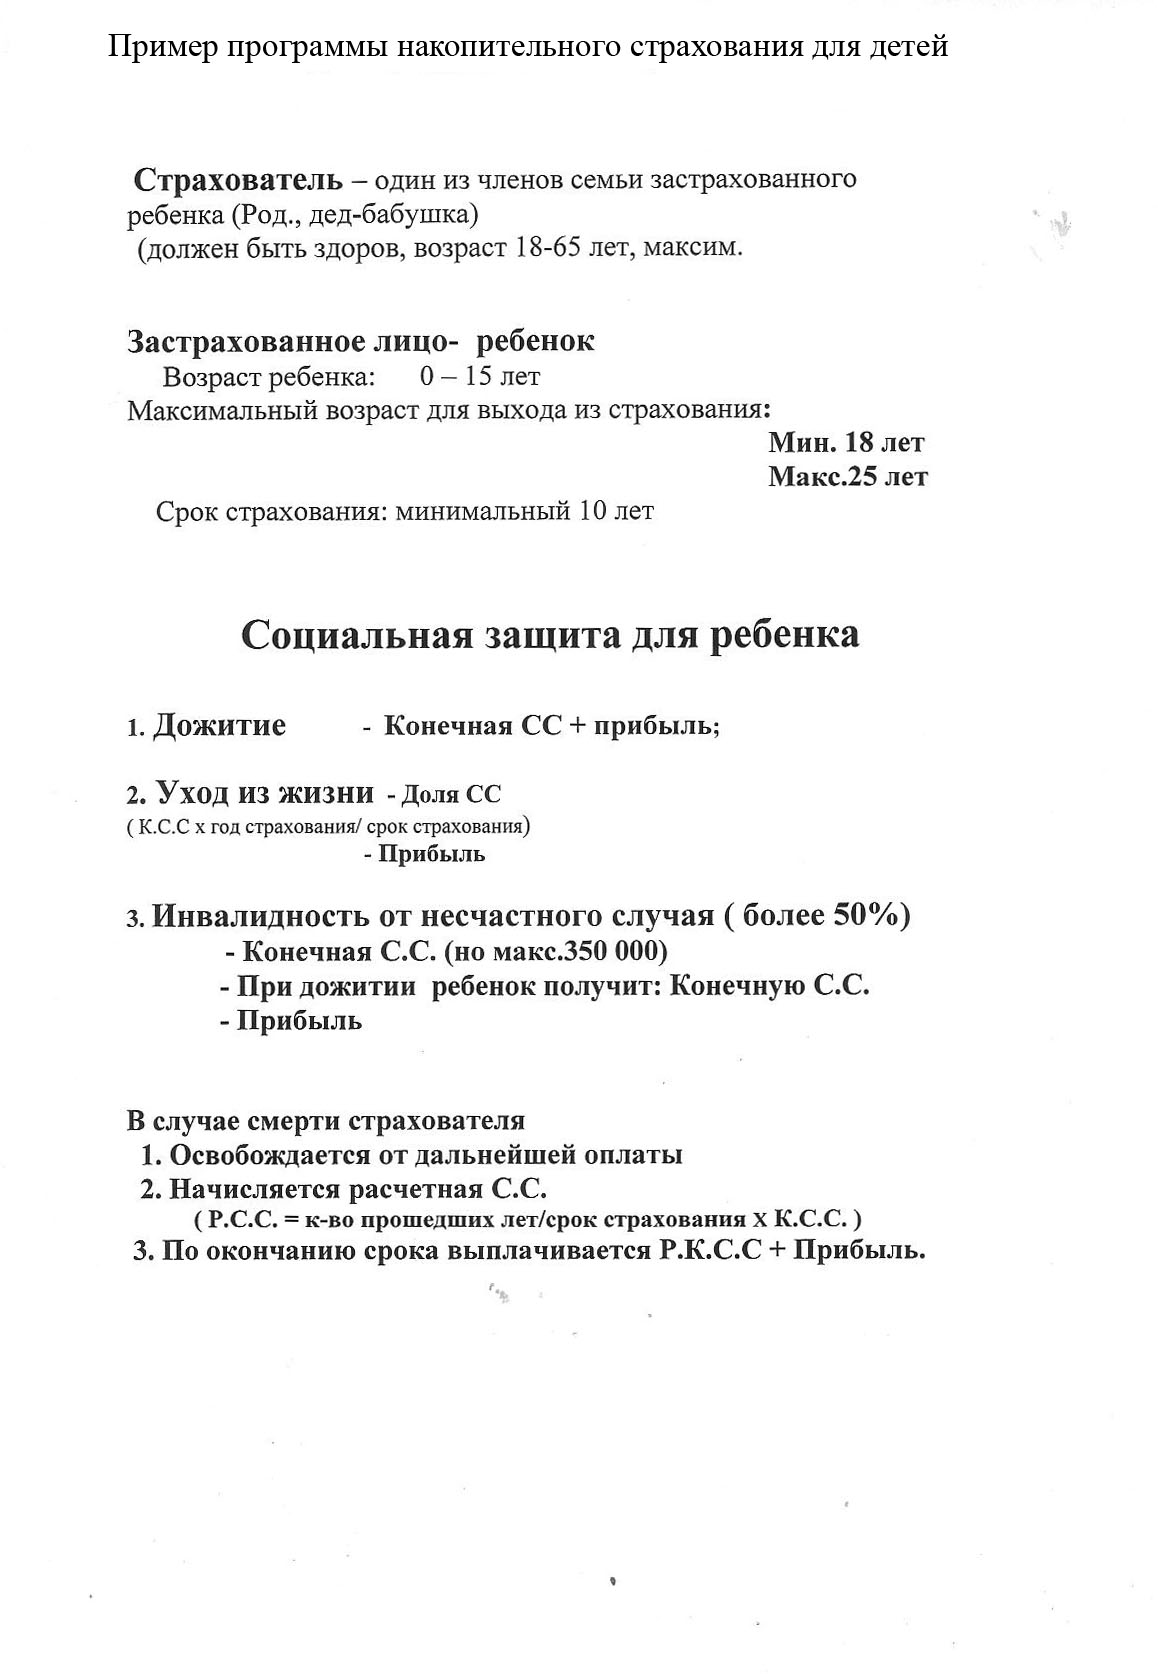 Пример программы накопительного страхования для детей
Страхователь – один из членов семьи застрахованного
ребенка (Род., дед-бабушка)
(должен быть здоров, возраст 18-65 лет, максим.
Застрахованное лицо- ребенок
Возраст ребенка: 0 – 15 лет
Максимальный возраст для выхода из страхования:
Мин. 18 лет
Макс.25 лет
Срок страхования: минимальный 10 лет
Социальная защита для ребенка
1. Дожитие - Конечная СС + прибыль;
2. Уход из жизни - Доля СС
( К.С.С х год страхования/ срок страхования)
- Прибыль
3. Инвалидность от несчастного случая ( более 50%)
- Конечная С.С. (но макс.350 000)
- При дожитии ребенок получит: Конечную С.С.
- Прибыль
В случае смерти страхователя
1. Освобождается от дальнейшей оплаты
2. Начисляется расчетная С.С.
( Р.С.С. = к-во прошедших лет/срок страхования Х К.С.С. )
3. По окончанию срока выплачивается Р.К.С.С + Прибыль.